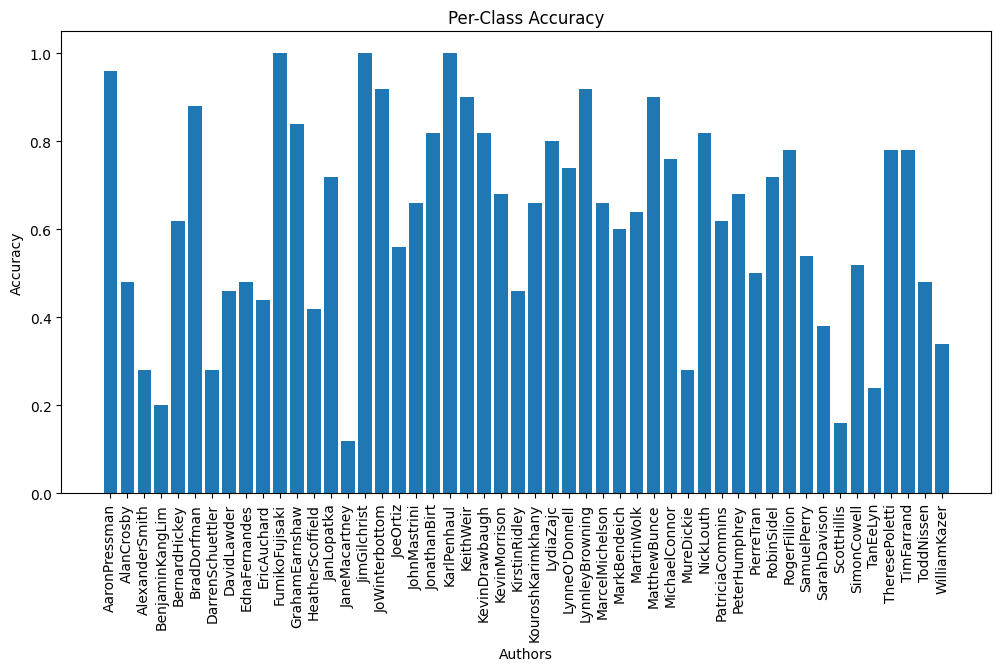 Per-Class Accuracy
1.0
0.8
0.6
0.4
0.2
0.0
Accuracy
AaronPressman
AlanCrosby
AlexanderSmith
BenjaminKangLim
BernardHickey
BradDorfman
DarrenSchuettler
DavidLawder
EdnaFernandes
EricAuchard
FumikoFujisaki
GrahamEarnshaw
HeatherScoffield
JanLopatka
JaneMacartney
JimGilchrist
JoWinterbottom
JoeOrtiz
JohnMastrini
JonathanBirt
KarlPenhaul
KeithWeir
KevinDrawbaugh
KevinMorrison
KirstinRidley
KouroshKarimkhany
LydiaZajc
LynneO'Donnell
LynnleyBrowning
MarcelMichelson
MarkBendeich
MartinWolk
MatthewBunce
MichaelConnor
MureDickie
NickLouth
PatriciaCommins
PeterHumphrey
PierreTran
RobinSidel
RogerFillion
SamuelPerry
SarahDavison
ScottHillis
SimonCowell
TanEeLyn
TheresePoletti
TimFarrand
ToddNissen
WilliamKazer
Authors